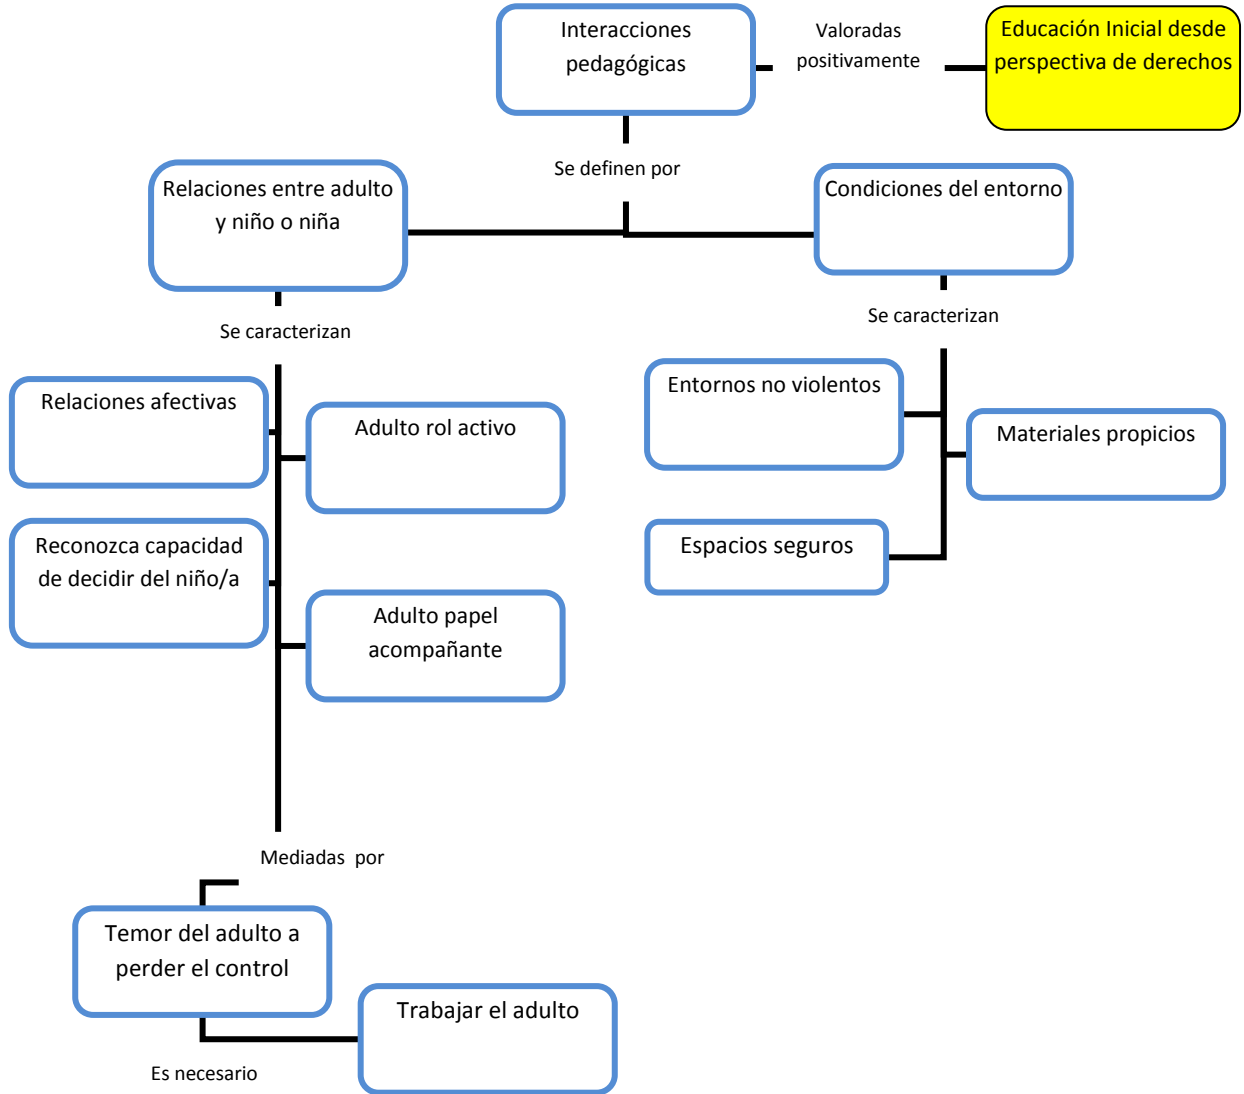 Interacciones
pedagógicas
Valoradas
positivamente
Educación Inicial desde
perspectiva de derechos
Se definen por
Relaciones entre adulto
y niño o niña
Condiciones del entorno
Se caracterizan
Se caracterizan
Relaciones afectivas
Adulto rol activo
Entornos no violentos
Materiales propicios
Reconozca capacidad
de decidir del niño/a
Espacios seguros
Adulto papel
acompañante
Mediadas por
Temor del adulto a
perder el control
Trabajar el adulto
Es necesario